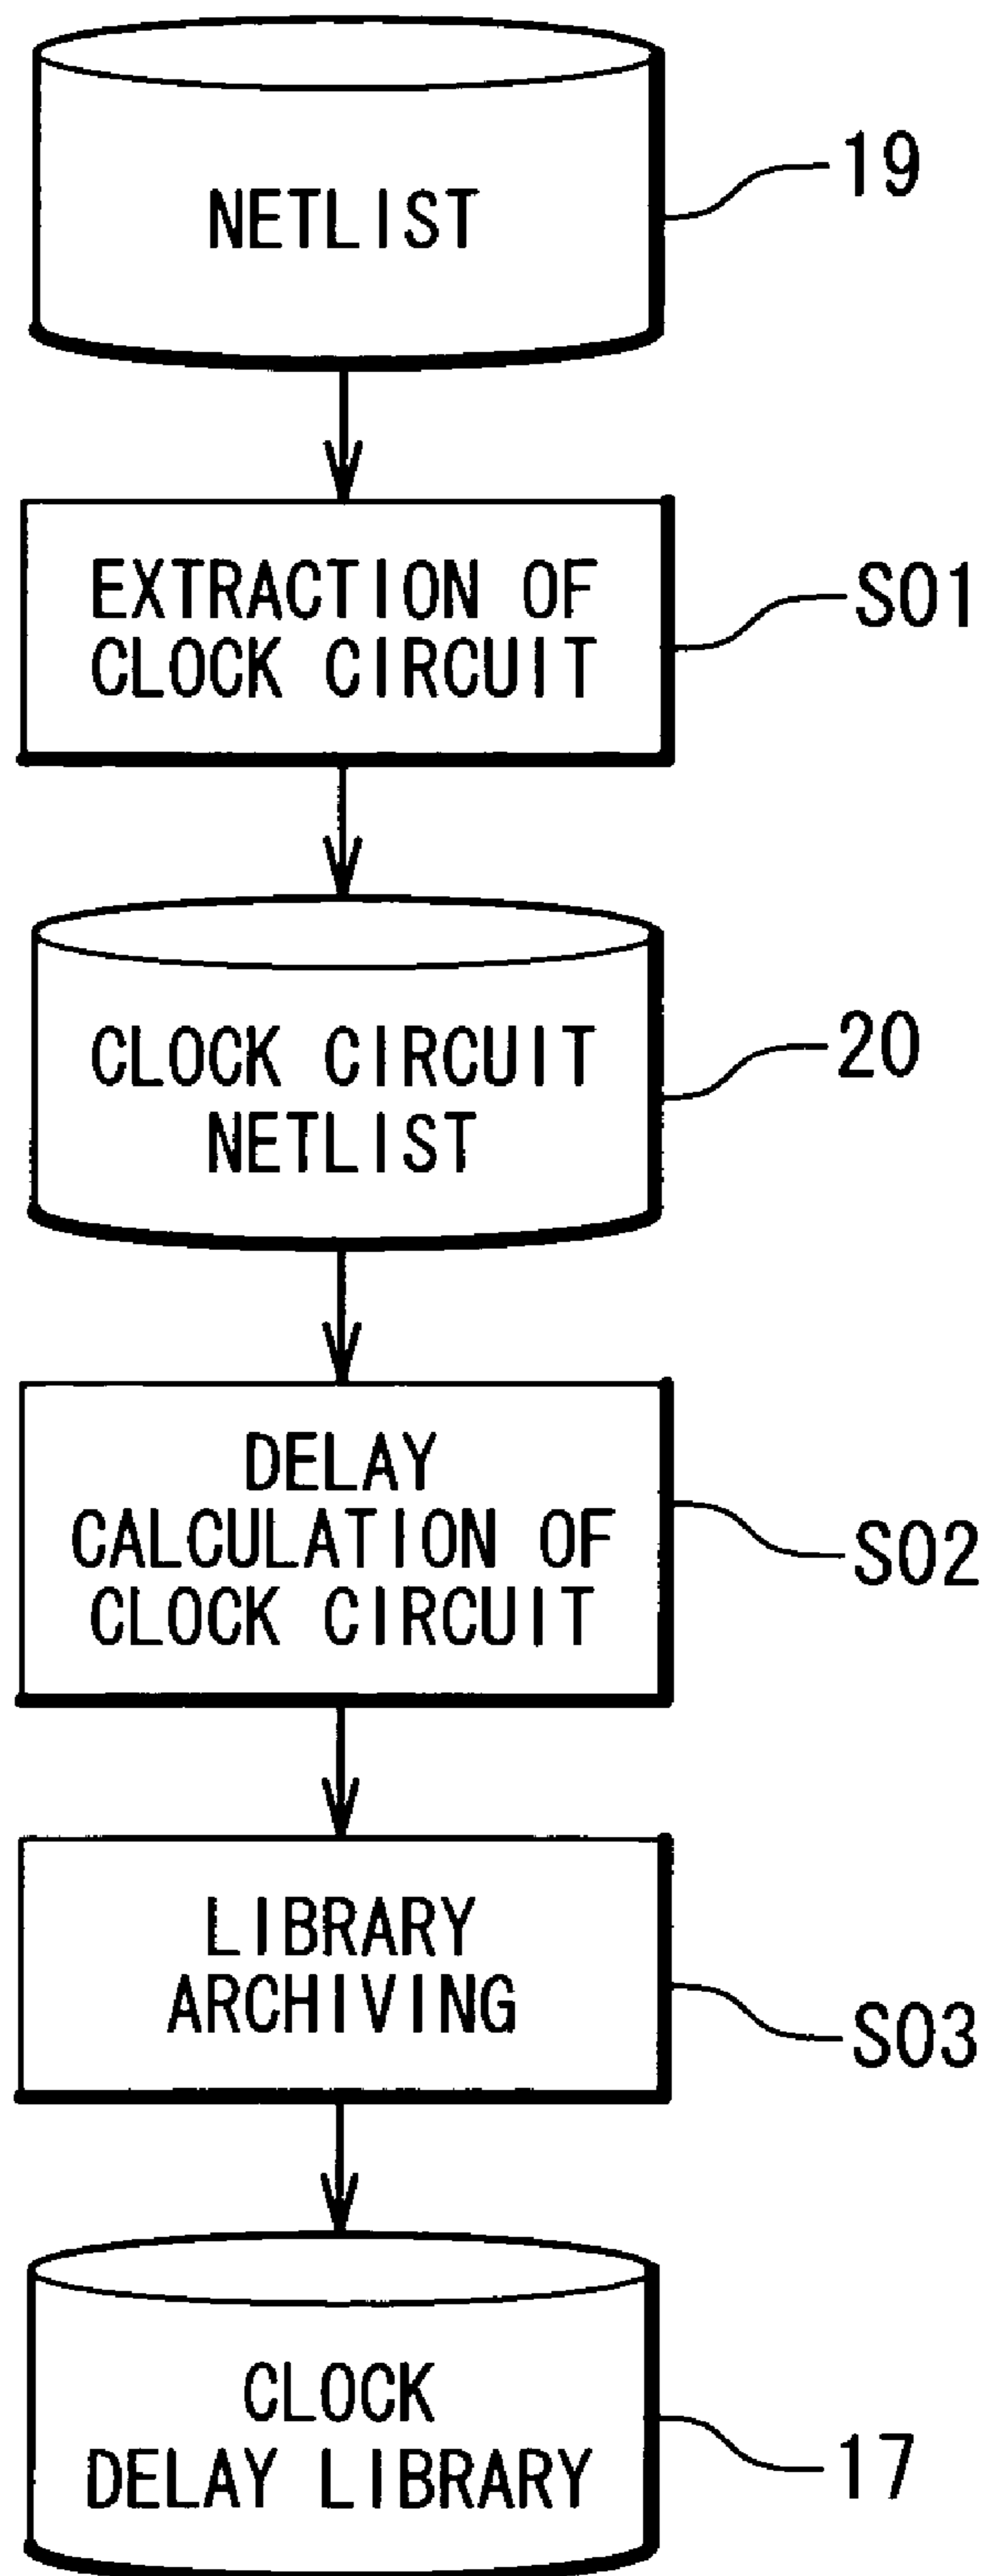 NETLIST
19
EXTRACTION OF
CLOCK CIRCUIT
S01
CLOCK CIRCUIT
NETLIST
20
DELAY
CALCULATION OF
CLOCK CIRCUIT
S02
LIBRARY
ARCHIVING
S03
CLOCK
DELAY LIBRARY
17